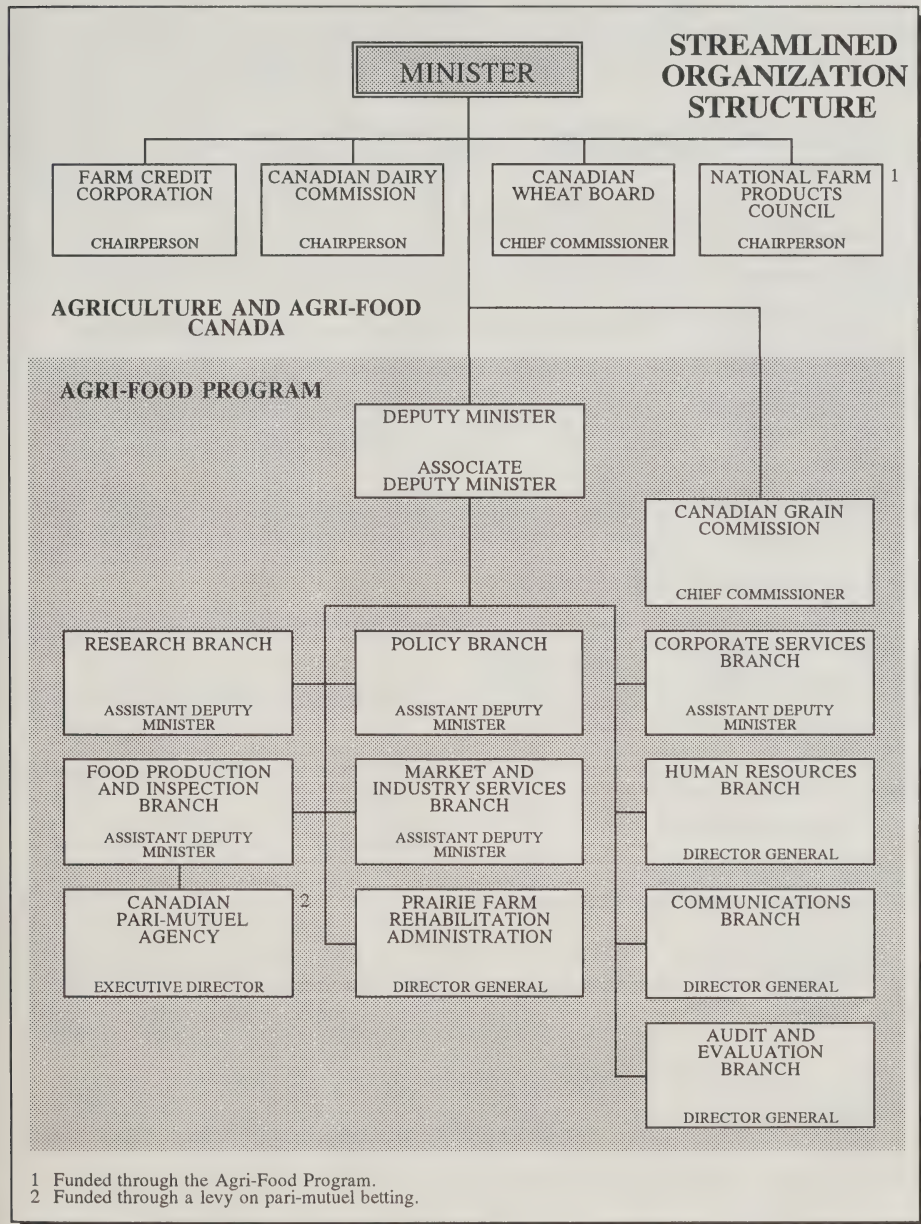 STREAMLINED
ORGANIZATION
STRUCTURE
MINISTER
FARM CREDIT
CORPORATION
CHAIRPERSON
CANADIAN DAIRY
COMMISSION
CHAIRPERSON
CANADIAN
WHEAT BOARD
CHIEF COMMISSIONER
NATIONAL FARM
PRODUCTS
COUNCIL
CHAIRPERSON
1
AGRICULTURE AND AGRI-FOOD
CANADA
AGRI-FOOD PROGRAM
DEPUTY MINISTER
ASSOCIATE
DEPUTY MINISTER
CANADIAN GRAIN
COMMISSION
CHIEF COMMISSIONER
RESEARCH BRANCH
ASSISTANT DEPUTY
MINISTER
POLICY BRANCH
ASSISTANT DEPUTY
MINISTER
CORPORATE SERVICES
BRANCH
ASSISTANT DEPUTY
MINISTER
FOOD PRODUCTION
AND INSPECTION
BRANCH
ASSISTANT DEPUTY
MINISTER
MARKET AND
INDUSTRY SERVICES
BRANCH
ASSISTANT DEPUTY
MINISTER
HUMAN RESOURCES
BRANCH
DIRECTOR GENERAL
CANADIAN
PARI-MUTUEL
AGENCY
EXECUTIVE DIRECTOR
2
PRAIRIE FARM
REHABILITATION
ADMINISTRATION
DIRECTOR GENERAL
COMMUNICATIONS
BRANCH
DIRECTOR GENERAL
AUDIT AND
EVALUATION
BRANCH
DIRECTOR GENERAL
1 Funded through the Agri-Food Program.
2 Funded through a levy on pari-mutuel betting.